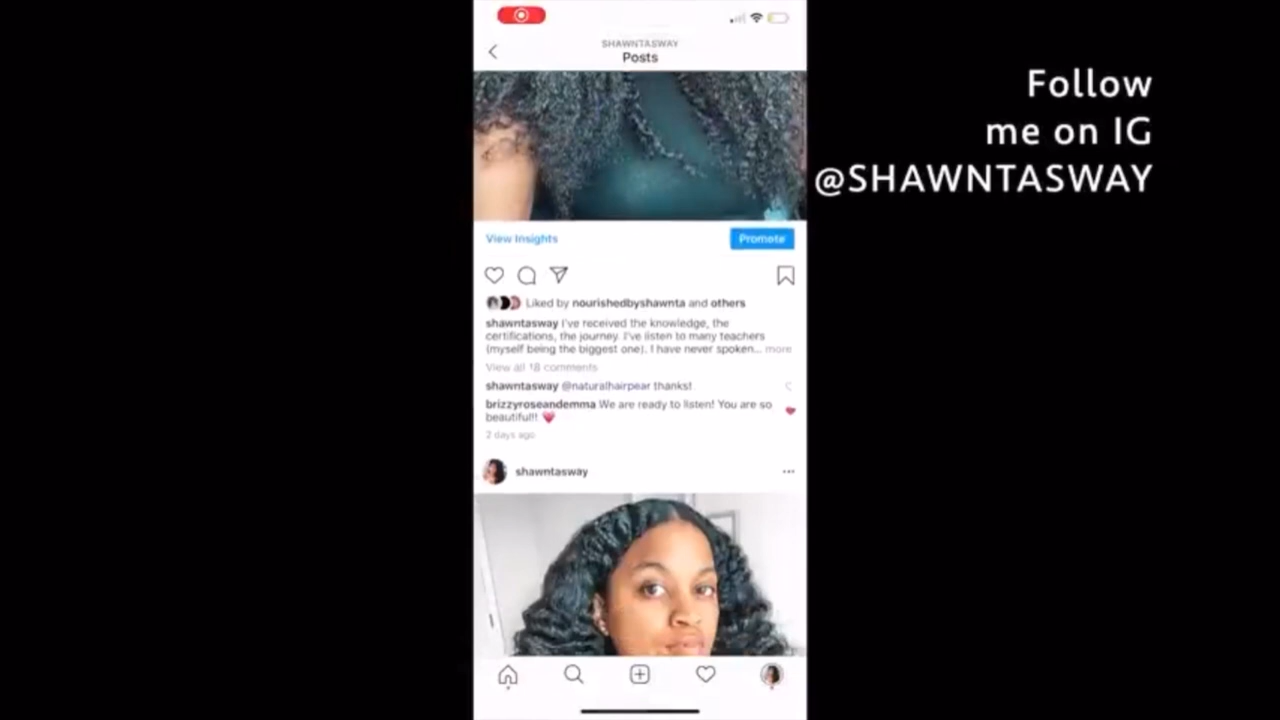 SHAWNTASWAY
Posts
Follow
me on IG
@SHAWNTASWAY
View Insights
Promote
Liked by nourishedbyshawnta and others
shawntasway I've received the knowledge, the
certifications, the journey. I've listen to many teachers
(myself being the biggest one). I have never spoken... more
View all 18 comments
shawntasway @naturalhairpear thanks!
brizzyroseandemma We are ready to listen! You are so
beautiful!!
2 days ago
shawntasway